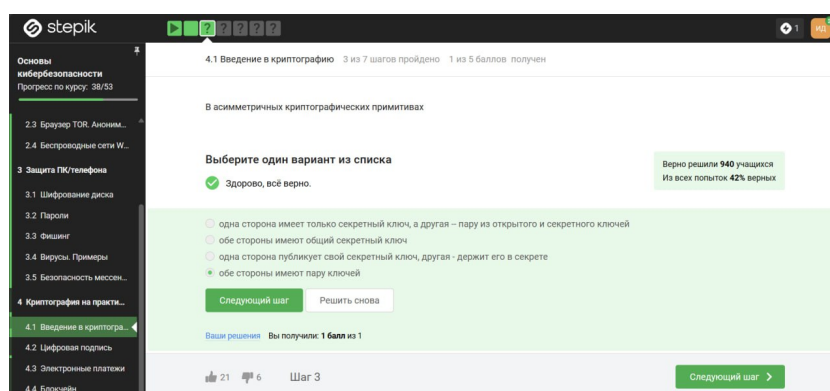 stepik
? ? ? ? ? ?
1
ИД
Основы
кибербезопасности
Прогресс по курсу: 38/53
2.3 Браузер TOR. Аноним...
2.4 Беспроводные сети W...
3 Защита ПК/телефона
3.1 Шифрование диска
3.2 Пароли
3.3 Фишинг
3.4 Вирусы. Примеры
3.5 Безопасность мессен...
4 Криптография на практи...
4.1 Введение в криптогра...
4.2 Цифровая подпись
4.3 Электронные платежи
4.4 Блокчейн
4.1 Введение в криптографию 3 из 7 шагов пройдено 1 из 5 баллов получен
В асимметричных криптографических примитивах
Выберите один вариант из списка
Здорово, всё верно.
Верно решили 940 учащихся
Из всех попыток 42% верных
одна сторона имеет только секретный ключ, а другая – пару из открытого и секретного ключей
обе стороны имеют общий секретный ключ
одна сторона публикует свой секретный ключ, другая - держит его в секрете
обе стороны имеют пару ключей
Следующий шаг Решить снова
Ваши решения Вы получили: 1 балл из 1
21 6 Шаг 3 Следующий шаг